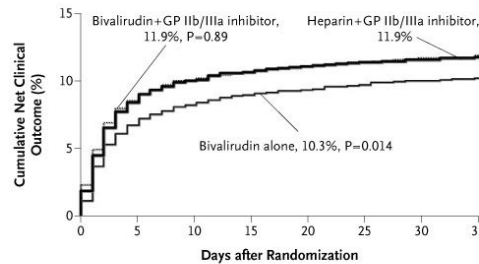 15
Bivalirudin+GP IIb/IIIa inhibitor,
11.9%, P=0.89
Heparin+GP IIb/IIIa inhibitor,
11.9%
10
5
0
Bivalirudin alone, 10.3%, P=0.014
Cumulative Net Clinical
Outcome (%)
0 5 10 15 20 25 30 35
Days after Randomization